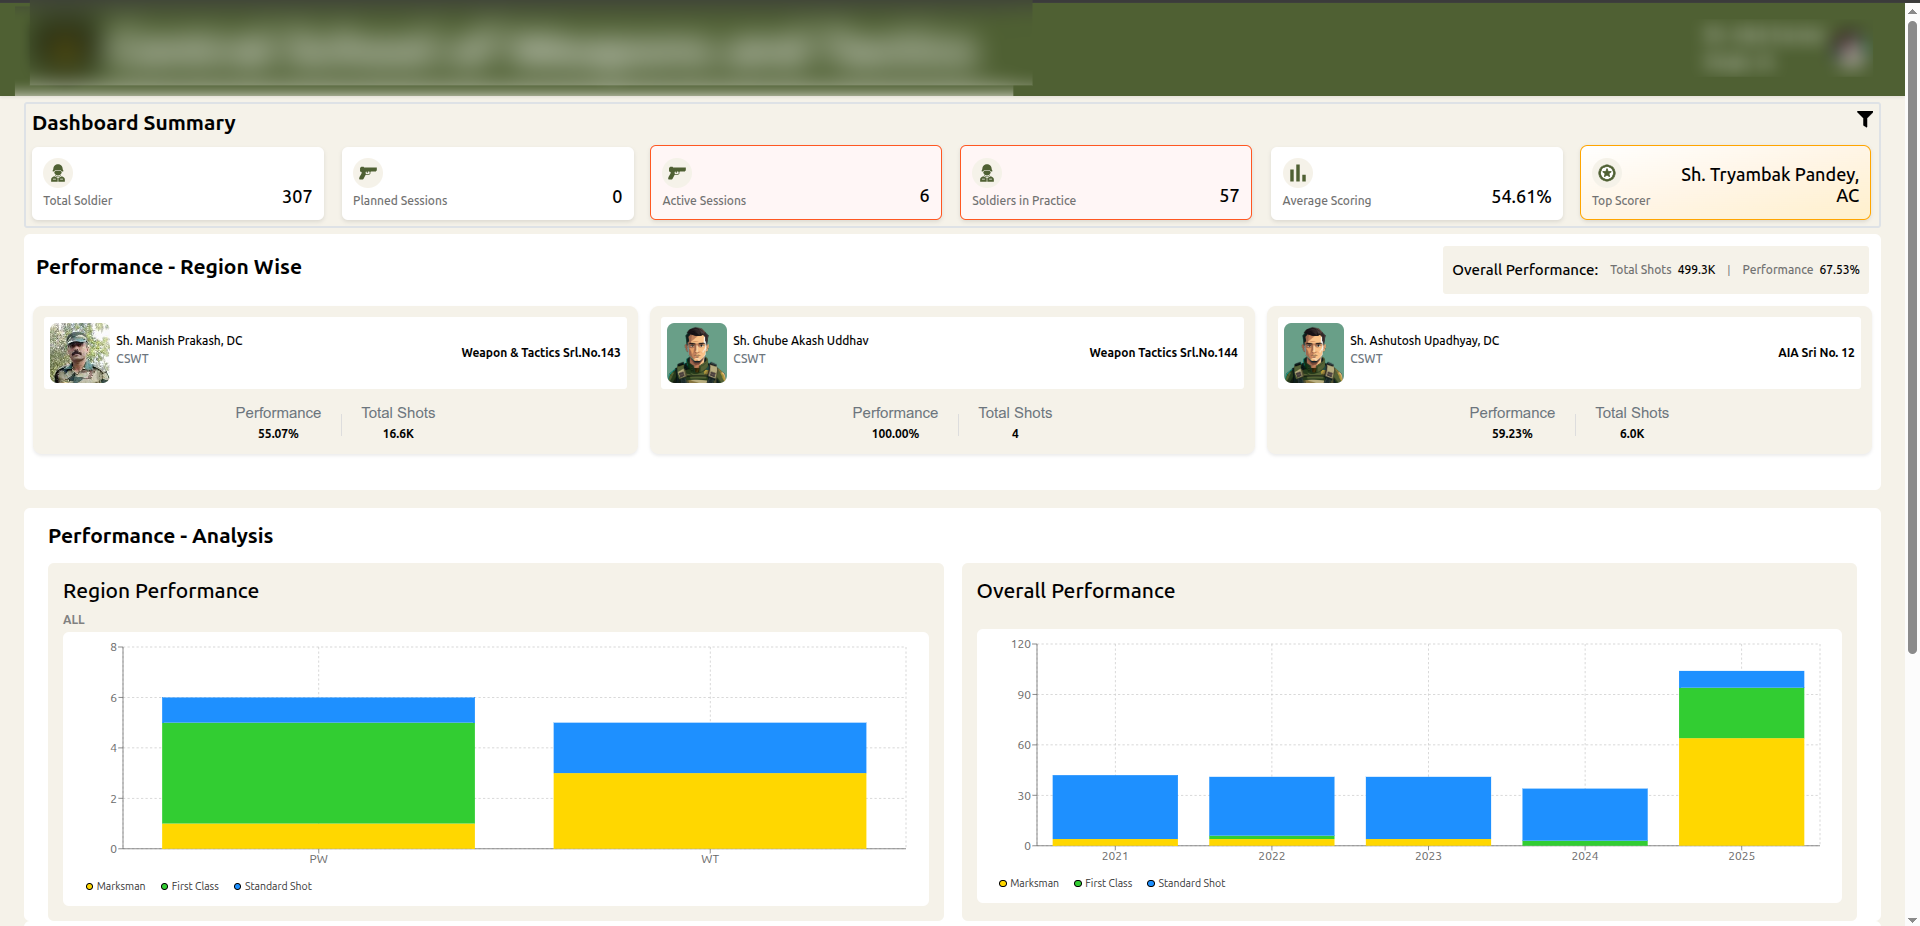 Dashboard Summary
Total Soldier
307
Planned Sessions
0
Active Sessions
6
Soldiers in Practice
57
Average Scoring
54.61%
Top Scorer
Sh. Tryambak Pandey,
AC
Performance - Region Wise
Overall Performance: Total Shots 499.3K | Performance 67.53%
Sh. Manish Prakash, DC
CSWT
Weapon & Tactics Srl.No.143
Performance Total Shots
55.07% 16.6K
Sh. Ghube Akash Uddhav
CSWT
Weapon Tactics Srl.No.144
Performance Total Shots
100.00% 4
Sh. Ashutosh Upadhyay, DC
CSWT
AIA Sri No. 12
Performance Total Shots
59.23% 6.0K
Performance - Analysis
Region Performance
ALL
8
6
4
2
0
PW WT
Marksman First Class Standard Shot
Overall Performance
120
90
60
30
0
2021 2022 2023 2024 2025
Marksman First Class Standard Shot